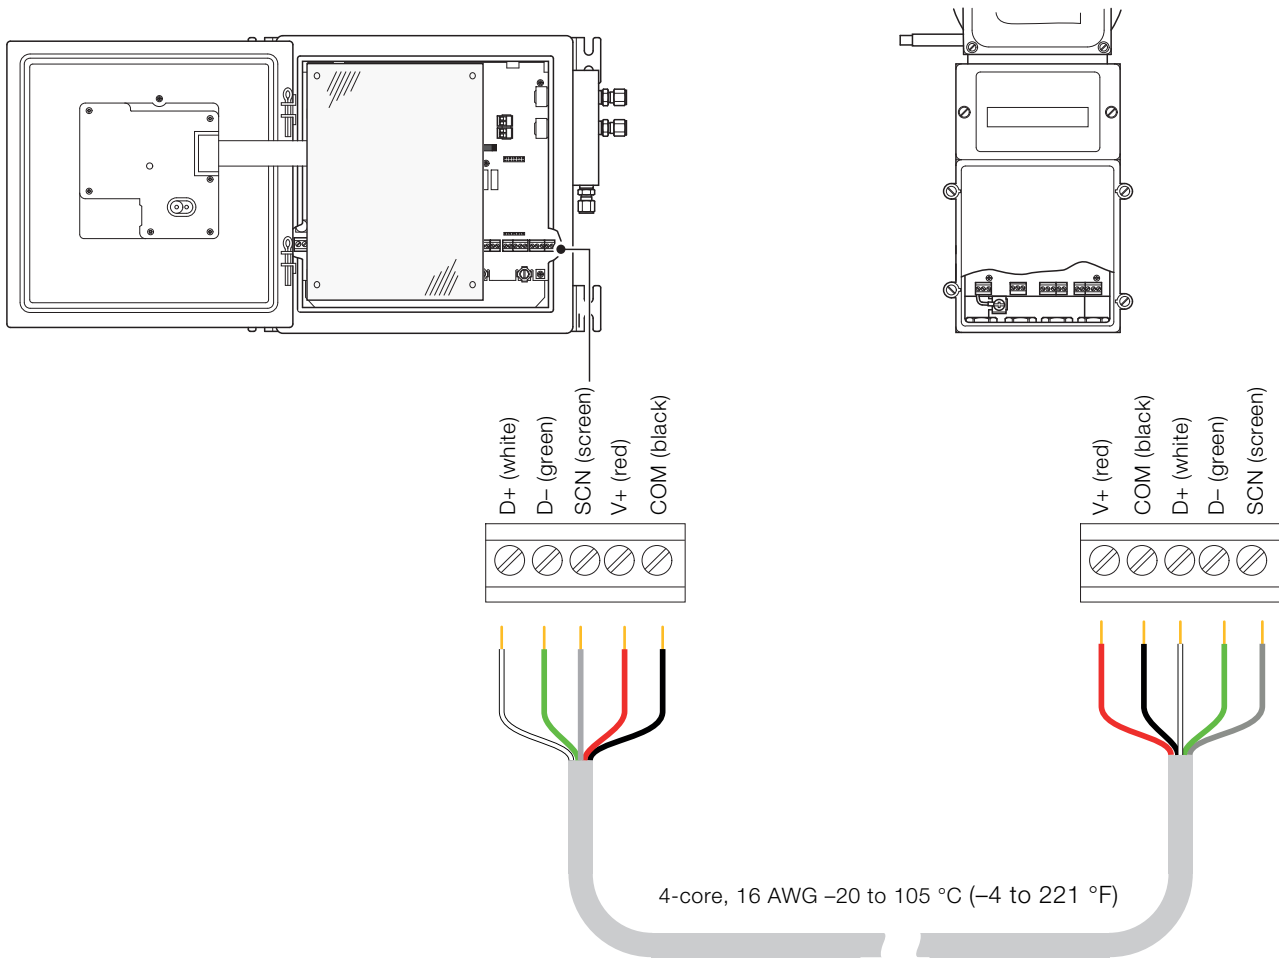 D+ (white)
D– (green)
SCN (screen)
V+ (red)
COM (black)
V+ (red)
COM (black)
D+ (white)
D– (green)
SCN (screen)
4-core, 16 AWG –20 to 105 °C (–4 to 221 °F)